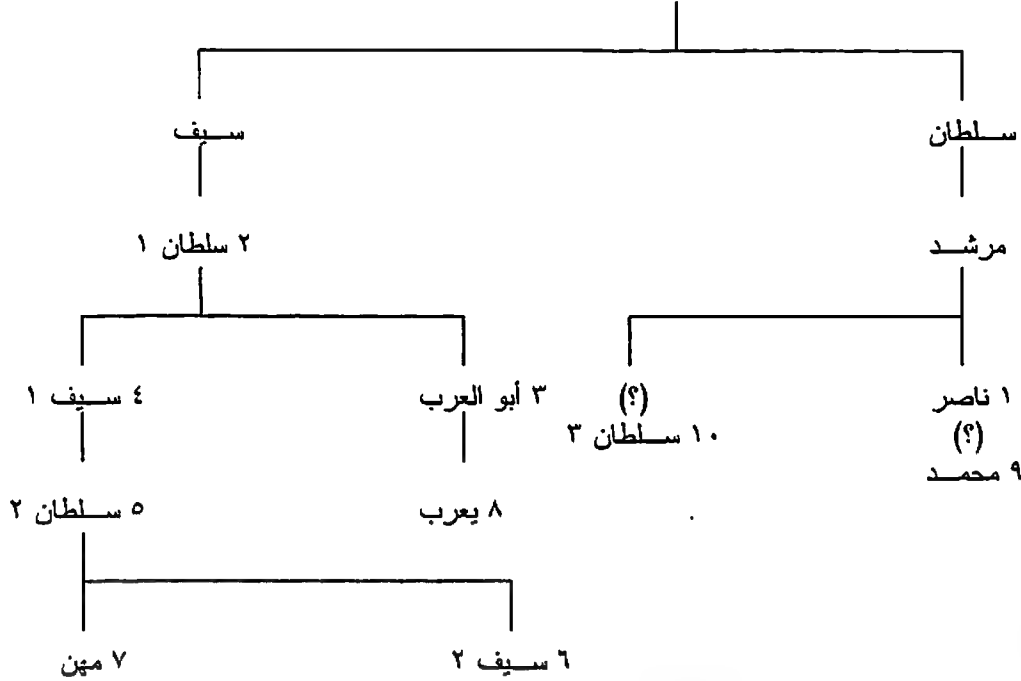 سلطان سيف
مرشد ٢ سلطان ١
١ ناصر (؟) ٣ أبو العرب ٤ سيف ١
(؟) ١٠ سلطان ٣
٩ محمد
٨ يعرب ٥ سلطان ٢
٦ سيف ٢ ٧ مهن